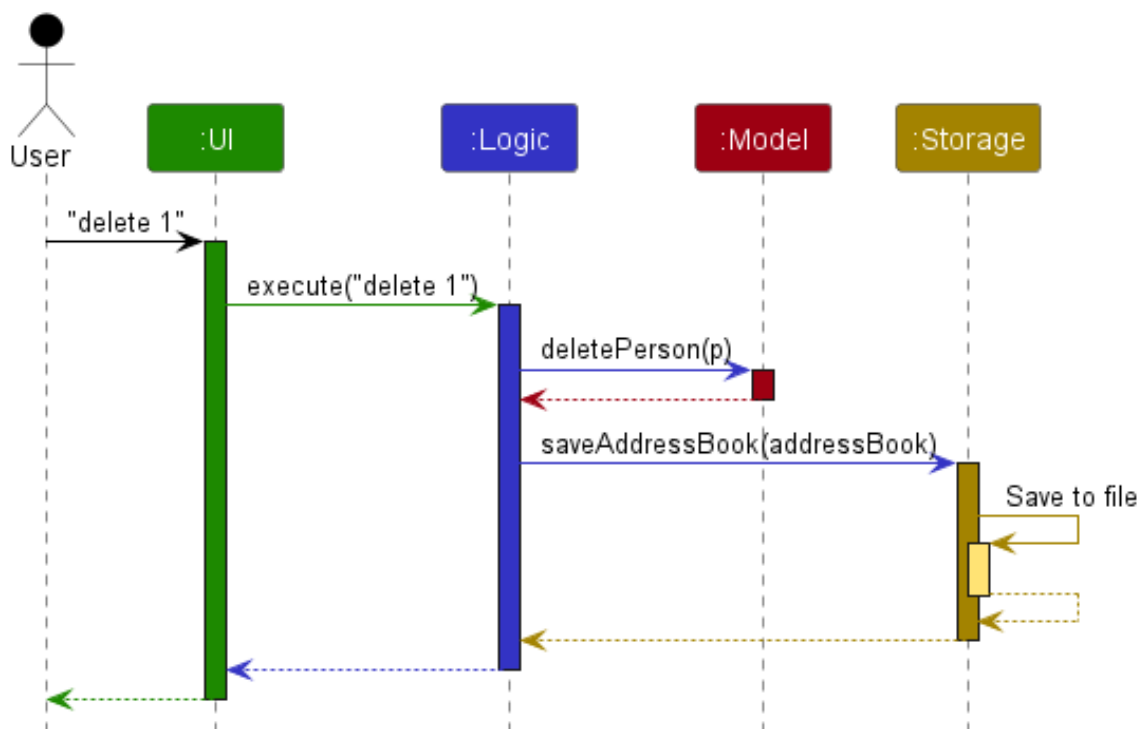 :UI
:Logic
:Model
:Storage
User
"delete 1"
execute("delete 1")
deletePerson(p)
saveAddressBook(addressBook)
Save to file